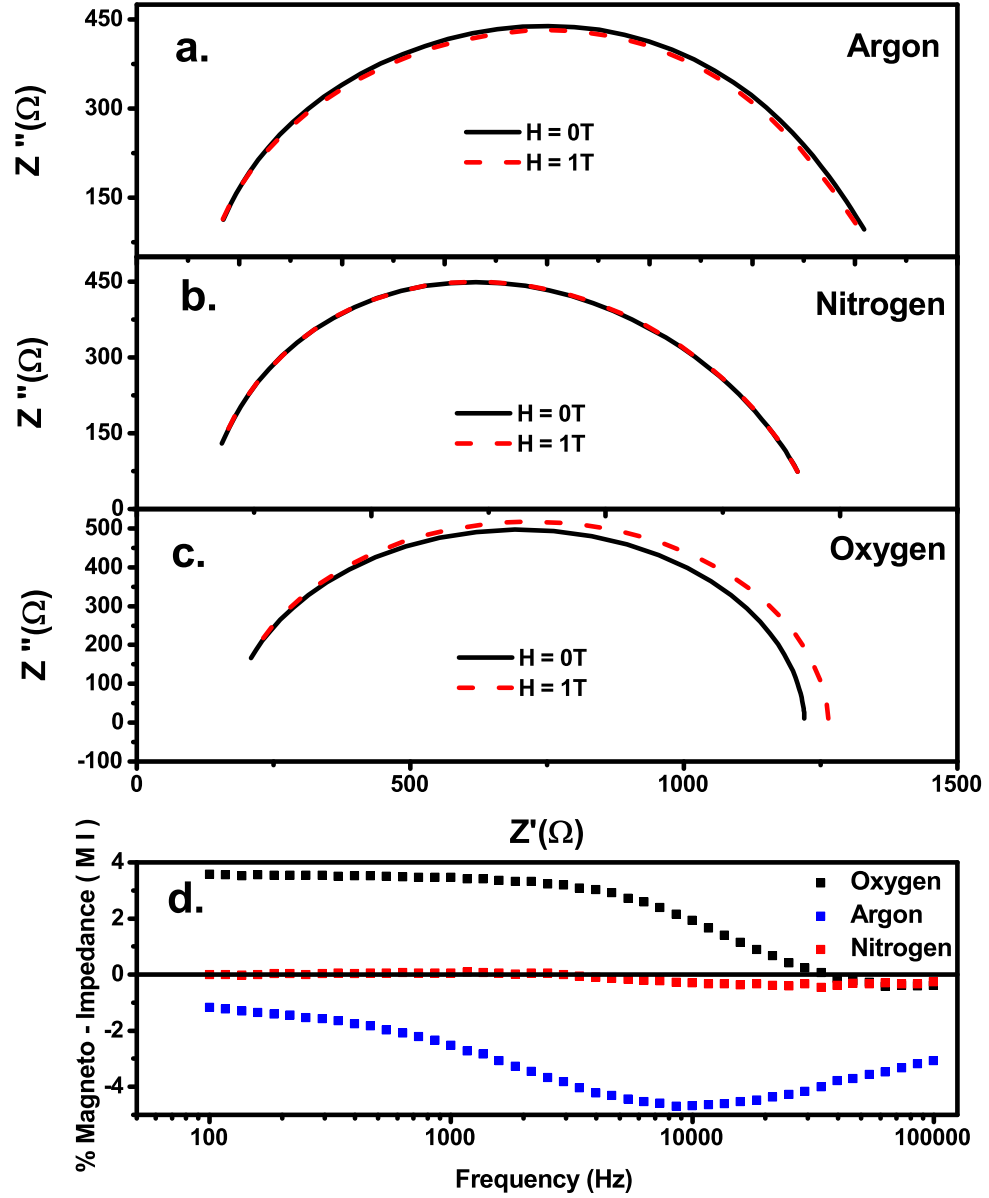 a.
Argon
Z "(Ω)
450
300
150
H = 0T
H = 1T
b.
Nitrogen
Z "(Ω)
450
300
150
0
H = 0T
H = 1T
c.
Oxygen
Z "(Ω)
500
400
300
200
100
0
-100
H = 0T
H = 1T
0 500 1000 1500
Z'(Ω)
d.
% Magneto - Impedance ( M I )
4
2
0
-2
-4
Oxygen
Argon
Nitrogen
100 1000 10000 100000
Frequency (Hz)